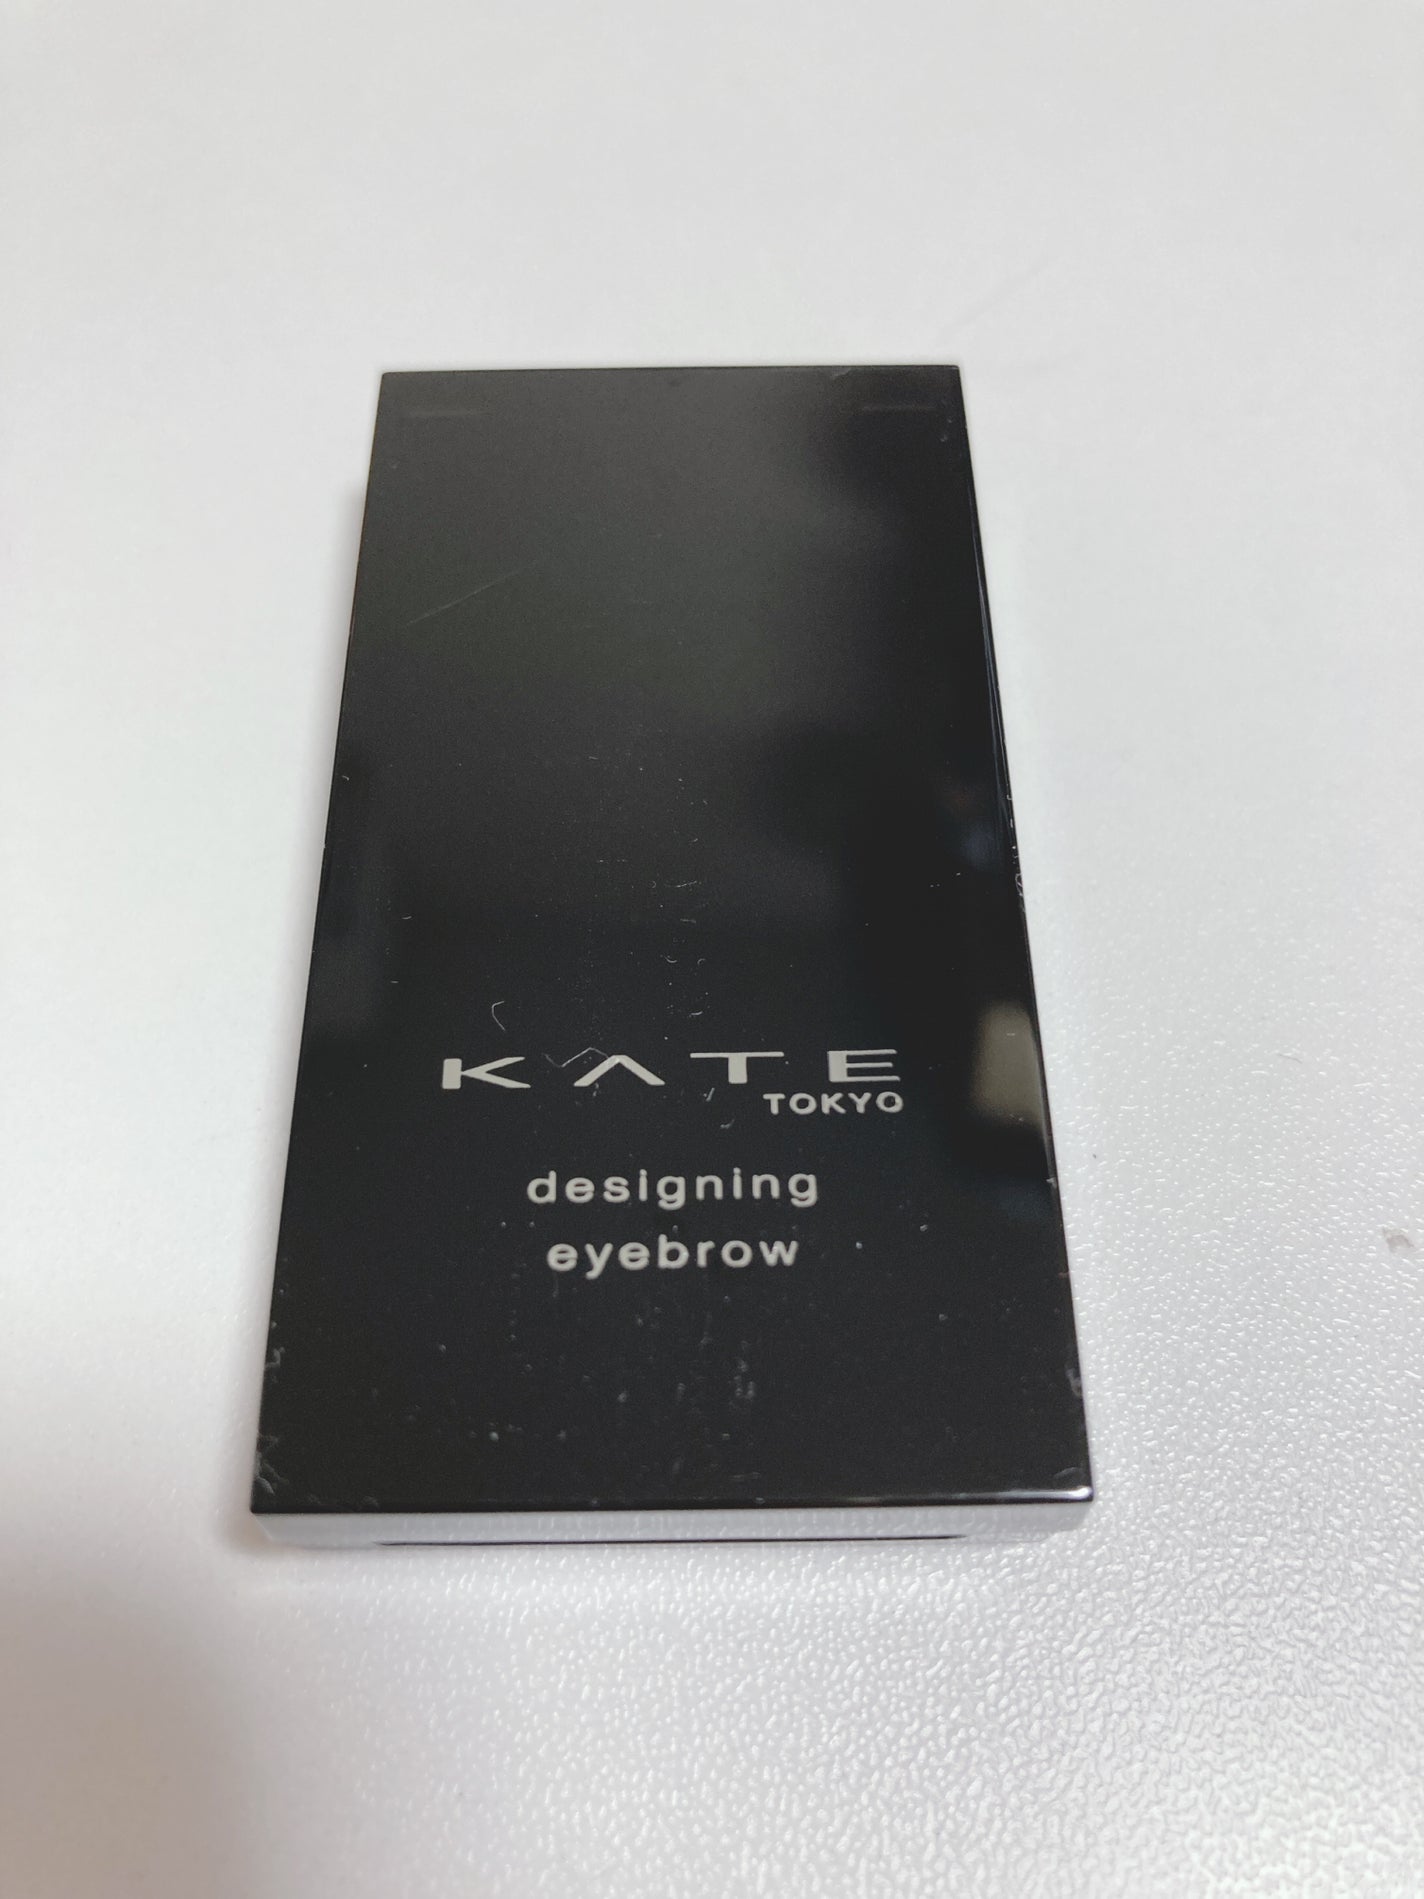 KATE
TOKYO
designing
eyebrow